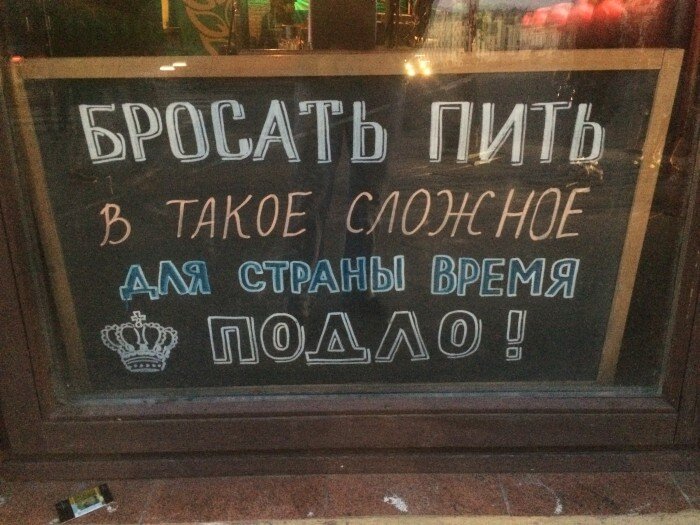 БРОСАТЬ ПИТЬ
В ТАКОЕ СЛОЖНОЕ
ДЛЯ СТРАНЫ ВРЕМЯ
ПОДЛО!